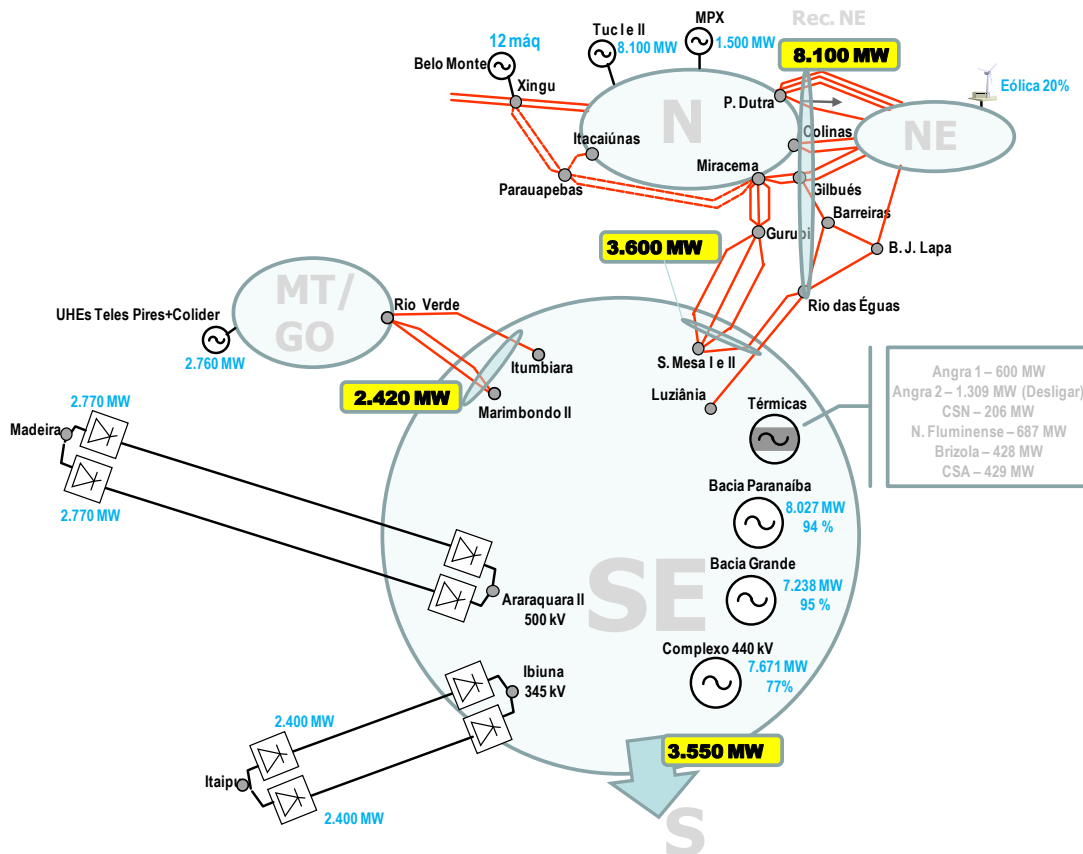 Rec. NE
8.100 MW
MPX
1.500 MW
Tuc I e II
8.100 MW
12 máq
Belo Monte
Xingu
N
P. Dutra
NE
Eólica 20%
Itacaiúnas
Colinas
Miracema
Parauapebas
Gilbués
Barreiras
Gurupi
B. J. Lapa
3.600 MW
MT/
GO
Rio Verde
Rio das Éguas
UHEs Teles Pires+Colider
2.760 MW
S. Mesa I e II
Itumbiara
2.420 MW
Marimbondo II
Luziânia
Térmicas
Angra 1 – 600 MW
Angra 2 – 1.309 MW (Desligar)
CSN – 206 MW
N. Fluminense – 687 MW
Brizola – 428 MW
CSA – 429 MW
2.770 MW
Madeira
2.770 MW
Bacia Paranaíba
8.027 MW
94 %
Bacia Grande
7.238 MW
95 %
SE
Araraquara II
500 kV
Complexo 440 kV
7.671 MW
77%
Ibiuna
345 kV
2.400 MW
Itaipu
2.400 MW
3.550 MW
S